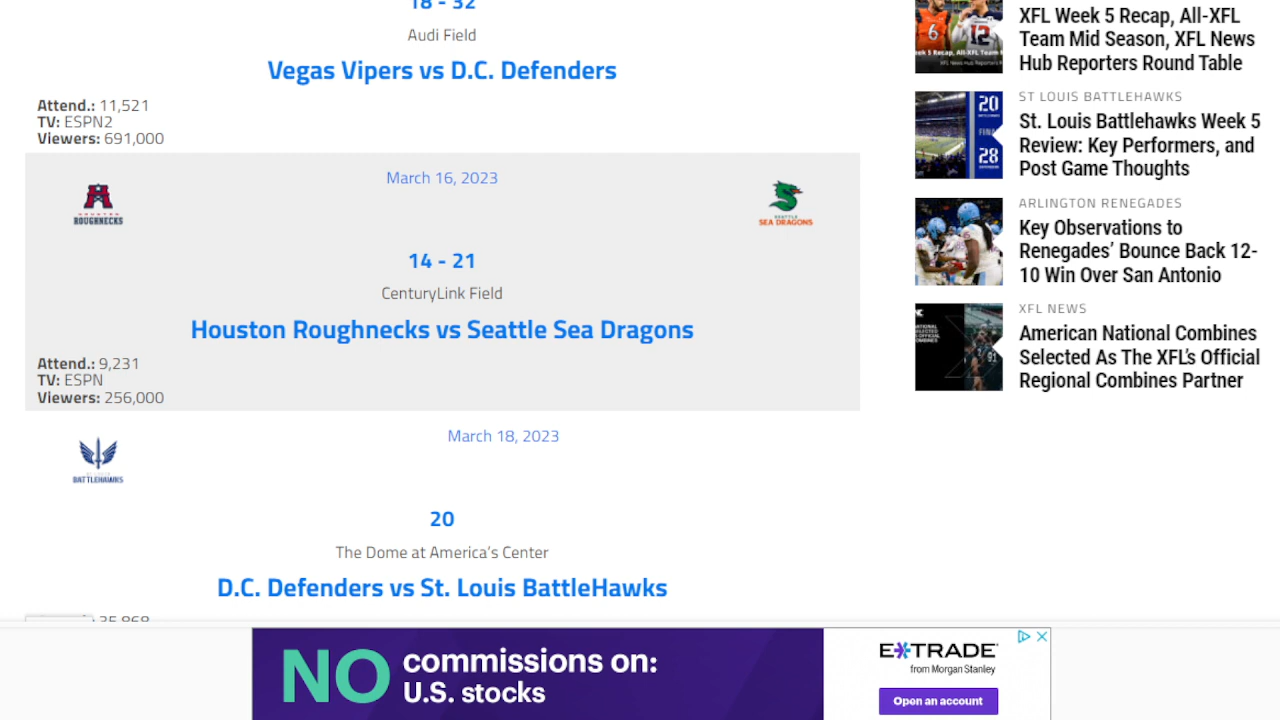 18 - 32
Audi Field
Vegas Vipers vs D.C. Defenders
Attend.: 11,521
TV: ESPN2
Viewers: 691,000
March 16, 2023
HOUSTON
ROUGHNECKS
SEATTLE
SEA DRAGONS
14 - 21
CenturyLink Field
Houston Roughnecks vs Seattle Sea Dragons
Attend.: 9,231
TV: ESPN
Viewers: 256,000
March 18, 2023
BATTLEHAWKS
20
The Dome at America’s Center
D.C. Defenders vs St. Louis BattleHawks
35,868
XFL Week 5 Recap, All-XFL
Team Mid Season, XFL News
Hub Reporters Round Table
ST LOUIS BATTLEHAWKS
St. Louis Battlehawks Week 5
Review: Key Performers, and
Post Game Thoughts
20
28
ARLINGTON RENEGADES
Key Observations to
Renegades’ Bounce Back 12-
10 Win Over San Antonio
XFL NEWS
American National Combines
Selected As The XFL’s Official
Regional Combines Partner
NO commissions on:
U.S. stocks
E*TRADE
from Morgan Stanley
Open an account